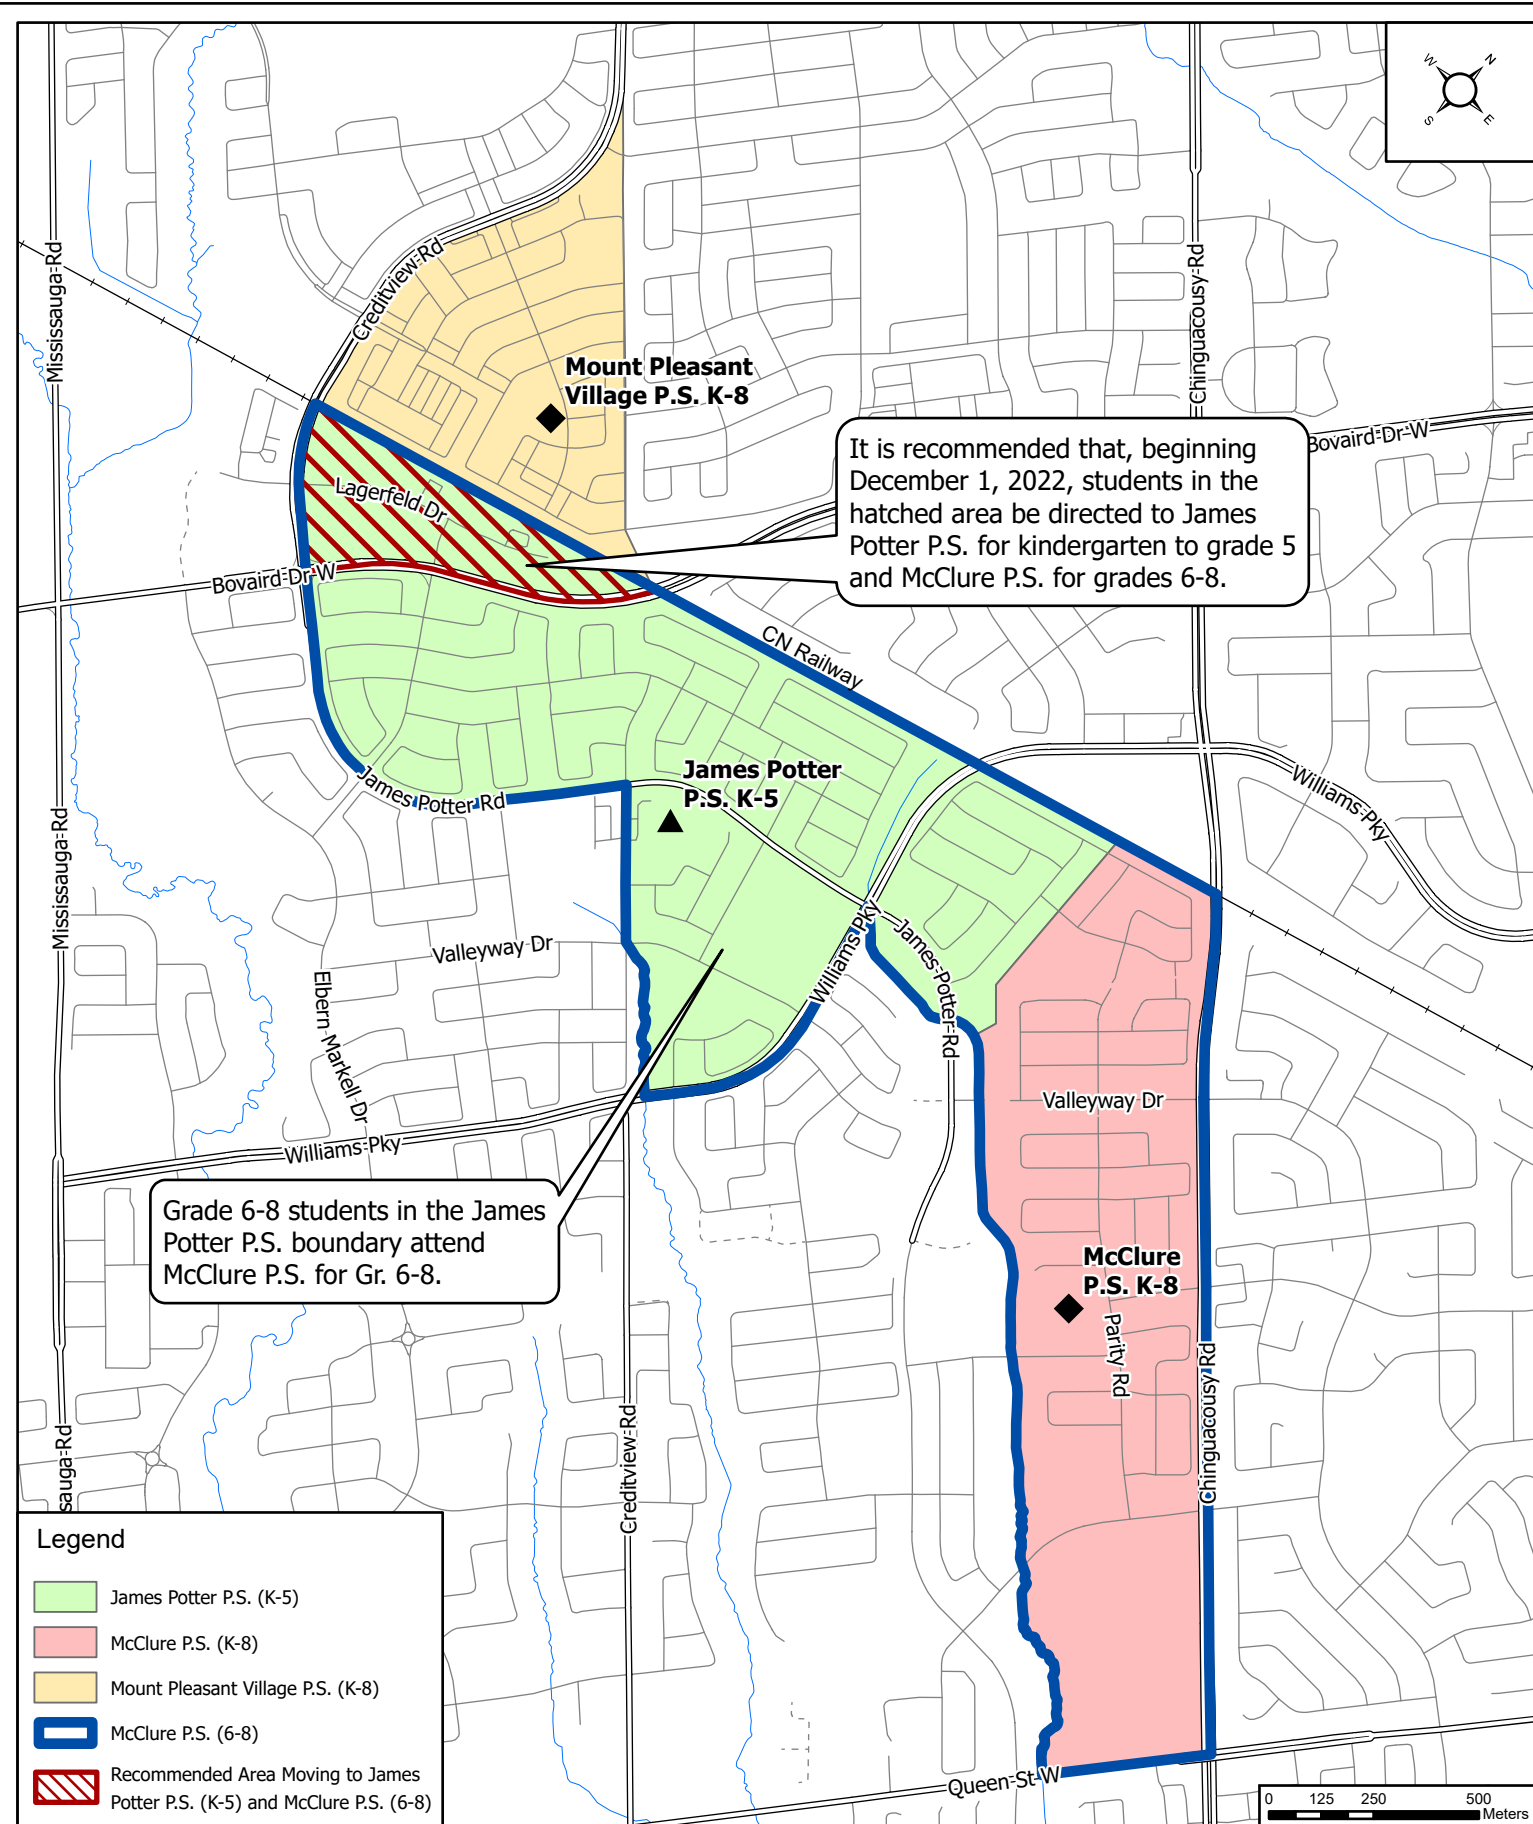 W
N
S
E
Mississauga-Rd
Creditview-Rd
Chinguacousy-Rd
Mount Pleasant
Village P.S. K-8
Bovaird-Dr-W
It is recommended that, beginning
December 1, 2022, students in the
hatched area be directed to James
Potter P.S. for kindergarten to grade 5
and McClure P.S. for grades 6-8.
Lagerfeld Dr
Bovaird-Dr-W
CN Railway
James Potter
P.S. K-5
James Potter Rd
Williams-Pky
Mississauga-Rd
Valleyway Dr
Williams Pky
James-Potter-Rd
Elbern-Markell-Dr
Valleyway Dr
Williams-Pky
Grade 6-8 students in the James
Potter P.S. boundary attend
McClure P.S. for Gr. 6-8.
McClure
P.S. K-8
Parity Rd
Chinguacousy Rd
Creditview-Rd
sauga-Rd
Queen-St-W
Legend
James Potter P.S. (K-5)
McClure P.S. (K-8)
Mount Pleasant Village P.S. (K-8)
McClure P.S. (6-8)
Recommended Area Moving to James
Potter P.S. (K-5) and McClure P.S. (6-8)
0 125 250 500
Meters